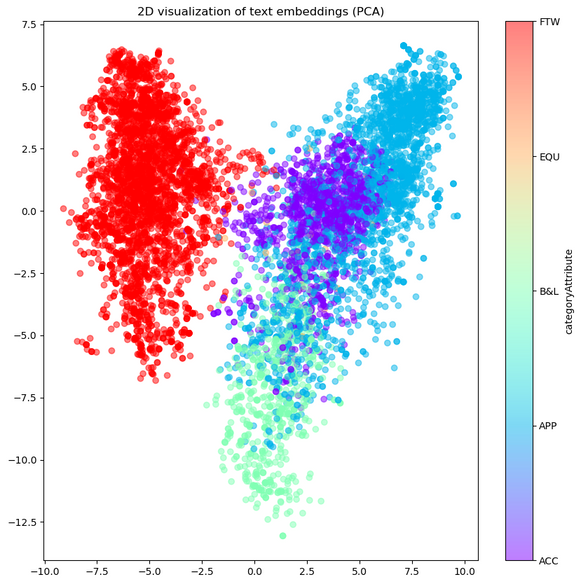 2D visualization of text embeddings (PCA)
7.5
5.0
2.5
0.0
−2.5
−5.0
−7.5
−10.0
−12.5
−10.0 −7.5 −5.0 −2.5 0.0 2.5 5.0 7.5 10.0
FTW
EQU
B&L
APP
ACC
categoryAttribute